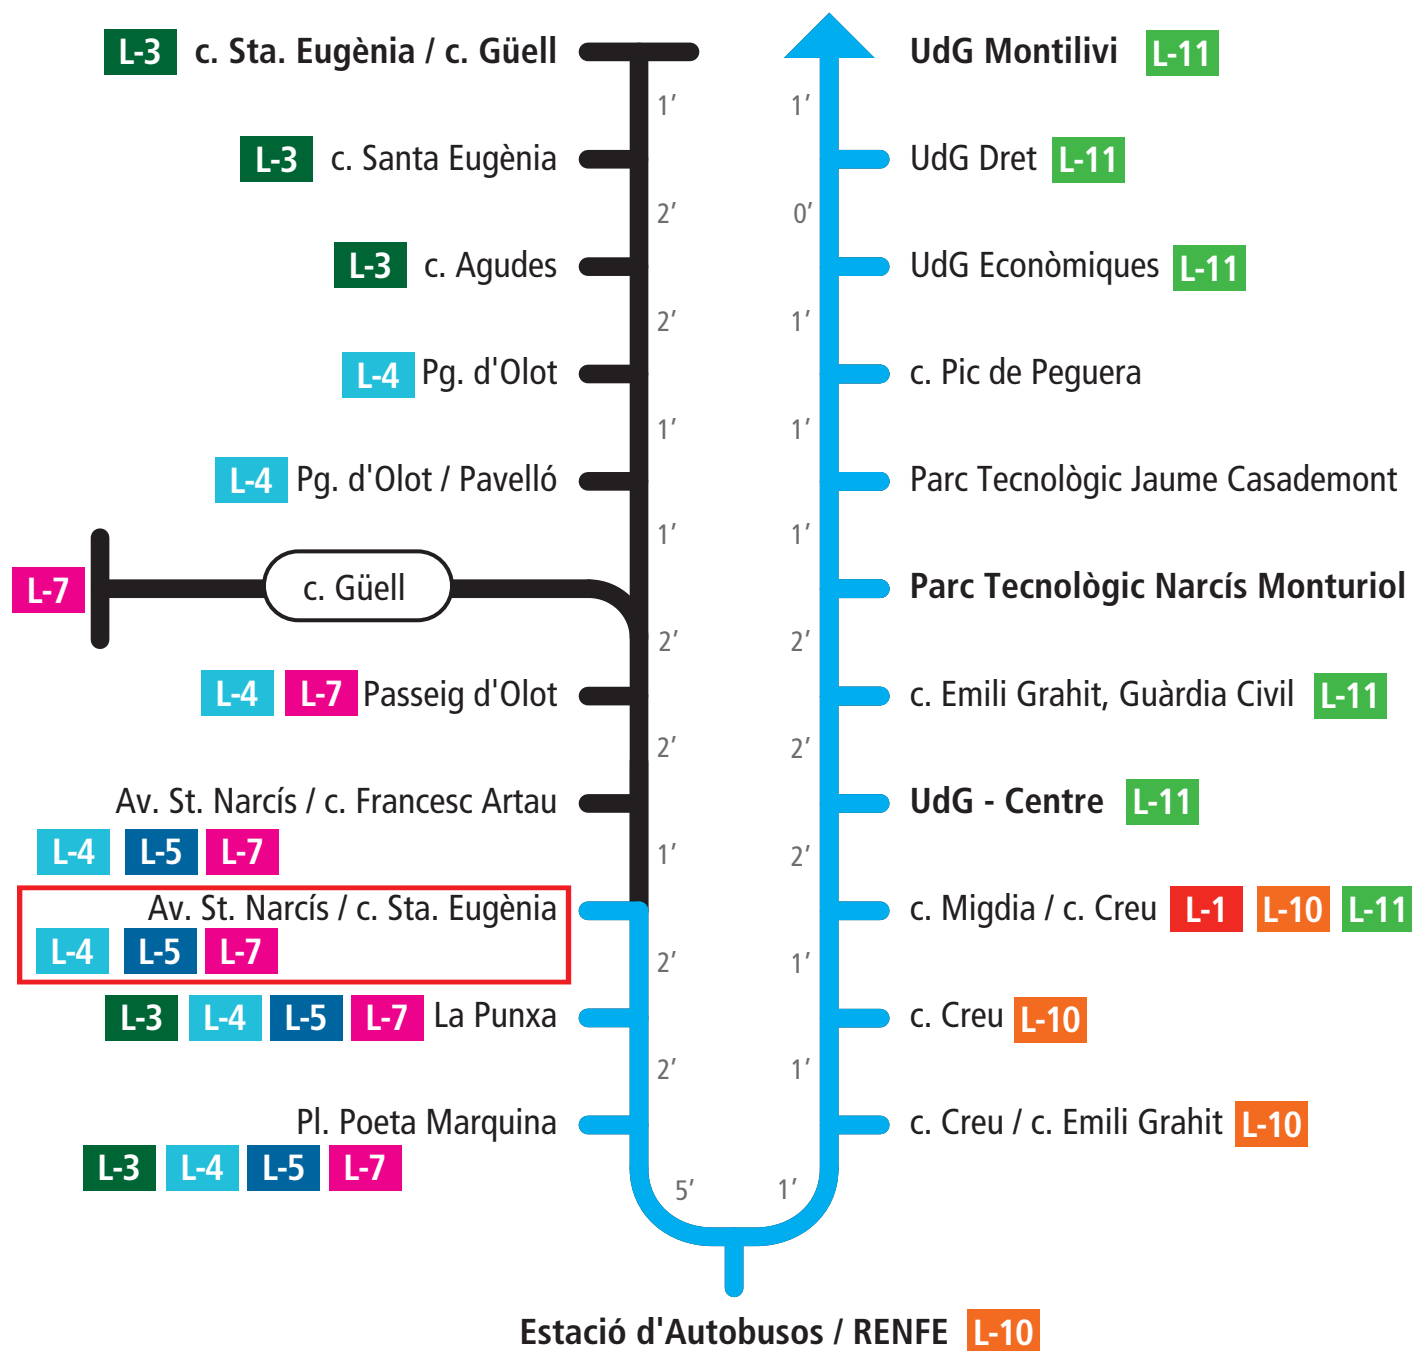 L-3 c. Sta. Eugènia / c. Güell
UdG Montilivi L-11
1’ 1’
L-3 c. Santa Eugènia
UdG Dret L-11
2’ 0’
L-3 c. Agudes
UdG Econòmiques L-11
2’ 1’
L-4 Pg. d'Olot
c. Pic de Peguera
1’ 1’
L-4 Pg. d'Olot / Pavelló
Parc Tecnològic Jaume Casademont
1’ 1’
L-7 c. Güell
Parc Tecnològic Narcís Monturiol
2’ 2’
L-4 L-7 Passeig d'Olot
c. Emili Grahit, Guàrdia Civil L-11
2’ 2’
Av. St. Narcís / c. Francesc Artau
L-4 L-5 L-7
UdG - Centre L-11
1’ 2’
Av. St. Narcís / c. Sta. Eugènia
L-4 L-5 L-7
c. Migdia / c. Creu L-1 L-10 L-11
2’ 1’
L-3 L-4 L-5 L-7 La Punxa
c. Creu L-10
2’ 1’
Pl. Poeta Marquina
L-3 L-4 L-5 L-7
c. Creu / c. Emili Grahit L-10
5’ 1’
Estació d'Autobusos / RENFE L-10